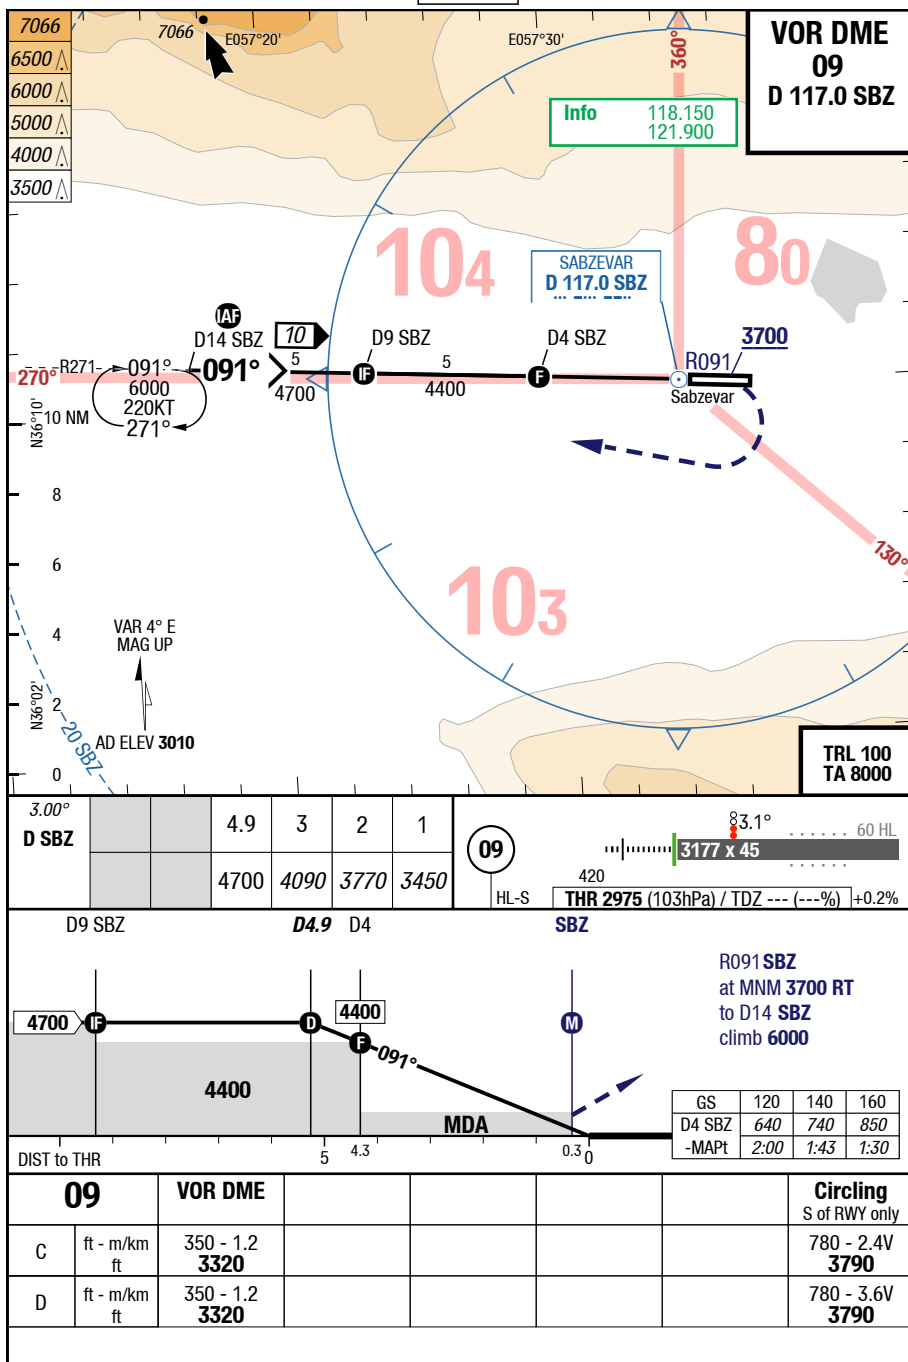 7066
6500
6000
5000
4000
3500
7066
E057°20'
E057°30'
360°
VOR DME
09
D 117.0 SBZ
Info 118.150
121.900
104
80
SABZEVAR
D 117.0 SBZ
IAF
D14 SBZ
10
D9 SBZ
D4 SBZ
3700
R271
091°
091°
5
5
R091
270°
6000
IF
F
4700
4400
Sabzevar
220KT
10 NM
271°
N36°10'
8
6
4
2
0
130°
103
VAR 4° E
MAG UP
N36°02'
20 SBZ
AD ELEV 3010
TRL 100
TA 8000
3.00°
D SBZ
4.9 3 2 1
4700 4090 3770 3450
09
HL-S
3.1°
60 HL
3177 x 45
420
THR 2975 (103hPa) / TDZ --- (---%) +0.2%
D9 SBZ D4.9 D4 SBZ
R091 SBZ
at MNM 3700 RT
to D14 SBZ
climb 6000
4700 IF D 4400 M
F
091°
4400
MDA
GS 120 140 160
D4 SBZ 640 740 850
-MAPt 2:00 1:43 1:30
DIST to THR 5 4.3 0.3 0
09 VOR DME Circling
S of RWY only
C ft - m/km 350 - 1.2 780 - 2.4V
ft 3320 3790
D ft - m/km 350 - 1.2 780 - 3.6V
ft 3320 3790